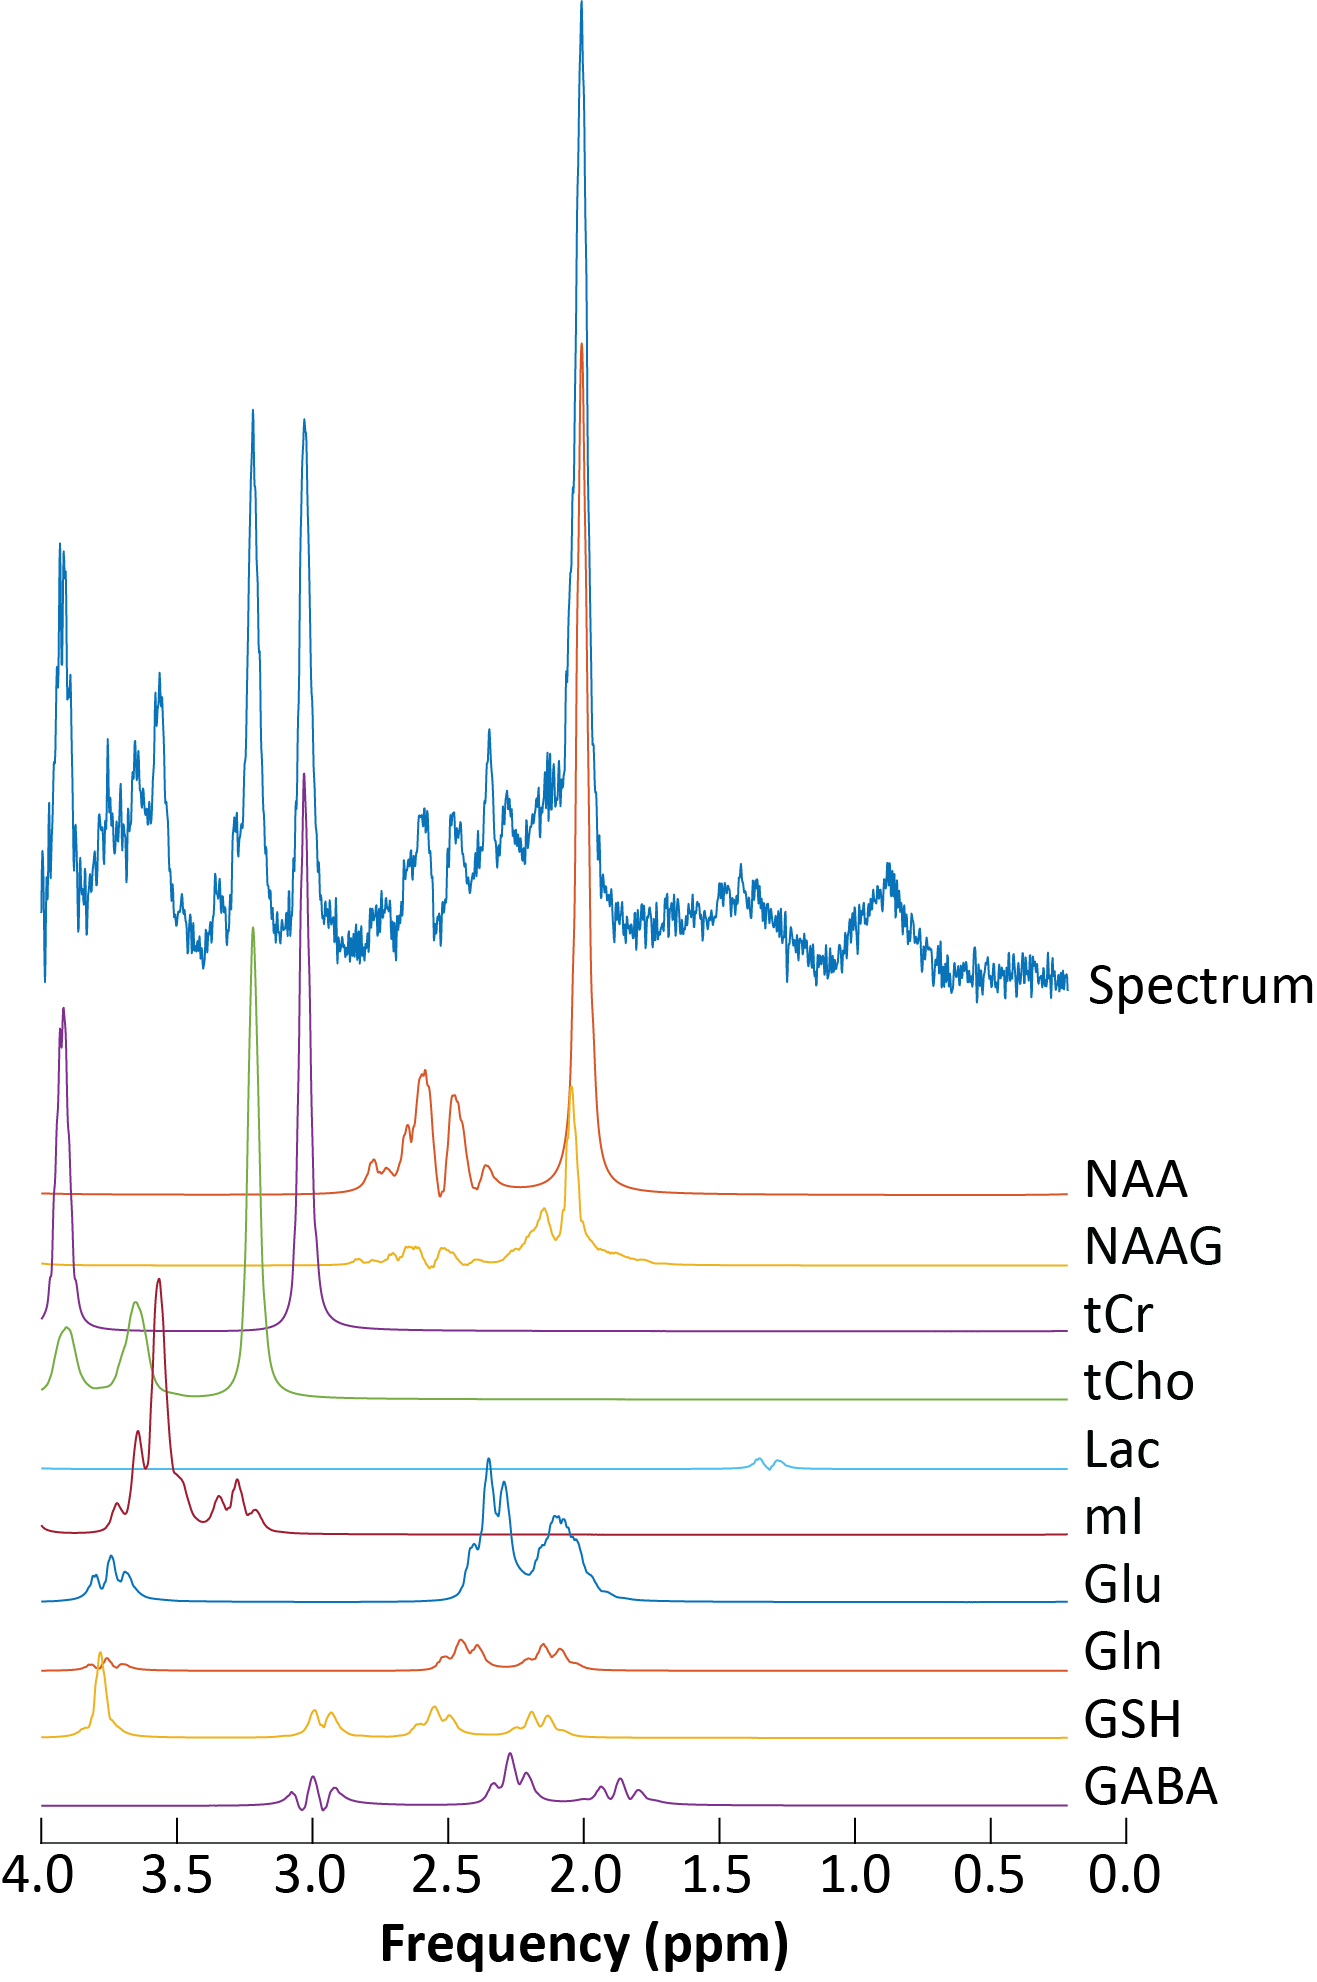 Spectrum
NAA
NAAG
tCr
tCho
Lac
mI
Glu
Gln
GSH
GABA
4.0 3.5 3.0 2.5 2.0 1.5 1.0 0.5 0.0
Frequency (ppm)